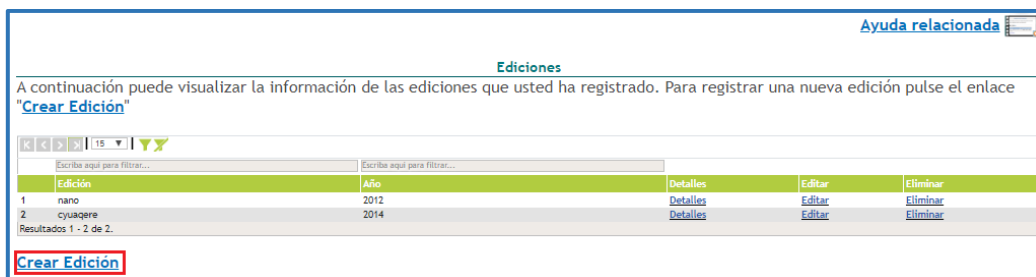 Ayuda relacionada
Ediciones
A continuación puede visualizar la información de las ediciones que usted ha registrado. Para registrar una nueva edición pulse el enlace
"Crear Edición"
15
Escriba aquí para filtrar... Escriba aquí para filtrar...
Edición Año Detalles Editar Eliminar
1 nano 2012 Detalles Editar Eliminar
2 cyuaqere 2014 Detalles Editar Eliminar
Resultados 1 - 2 de 2.
Crear Edición